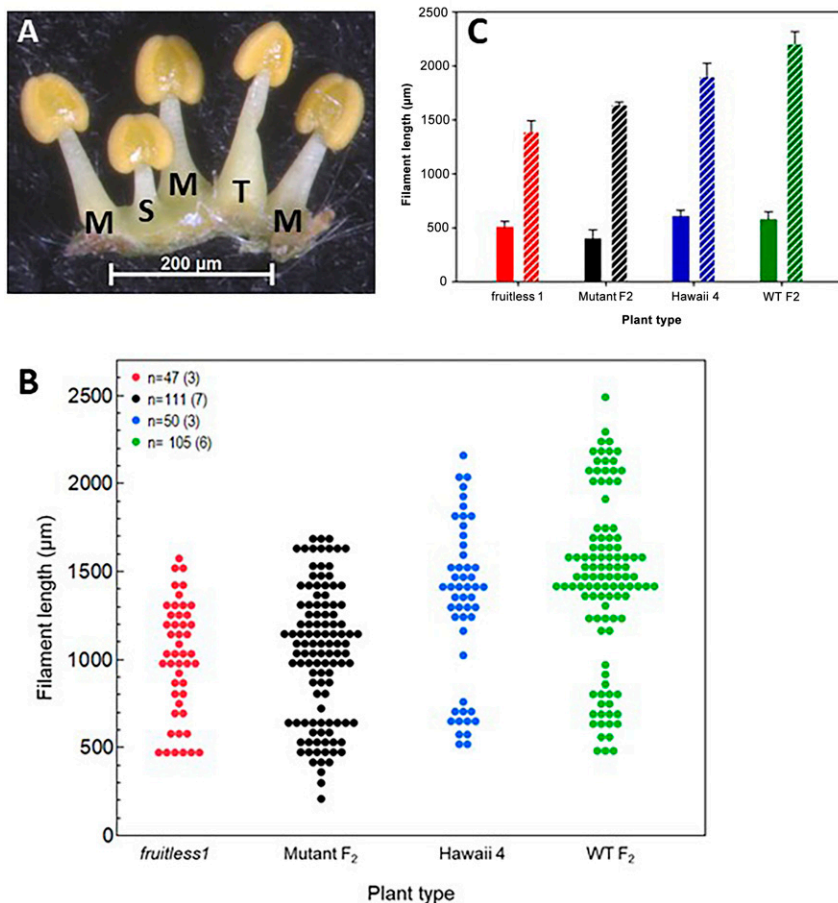 A
M
S
M
T
M
200 µm
C
Filament length (µm)
2500
2000
1500
1000
500
0
fruitless 1
Mutant F2
Hawaii 4
WT F2
Plant type
B
n=47 (3)
n=111 (7)
n=50 (3)
n= 105 (6)
Filament length (µm)
2500
2000
1500
1000
500
0
fruitless1
Mutant F₂
Hawaii 4
WT F₂
Plant type